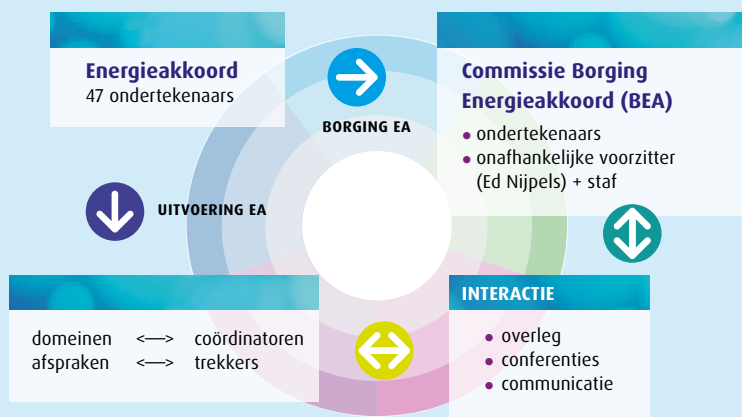 Energieakkoord
47 ondertekenaars
BORGING EA
Commissie Borging
Energieakkoord (BEA)
• ondertekenaars
• onafhankelijke voorzitter
(Ed Nijpels) + staf
UITVOERING EA
domeinen <—> coördinatoren
afspraken <—> trekkers
INTERACTIE
• overleg
• conferenties
• communicatie